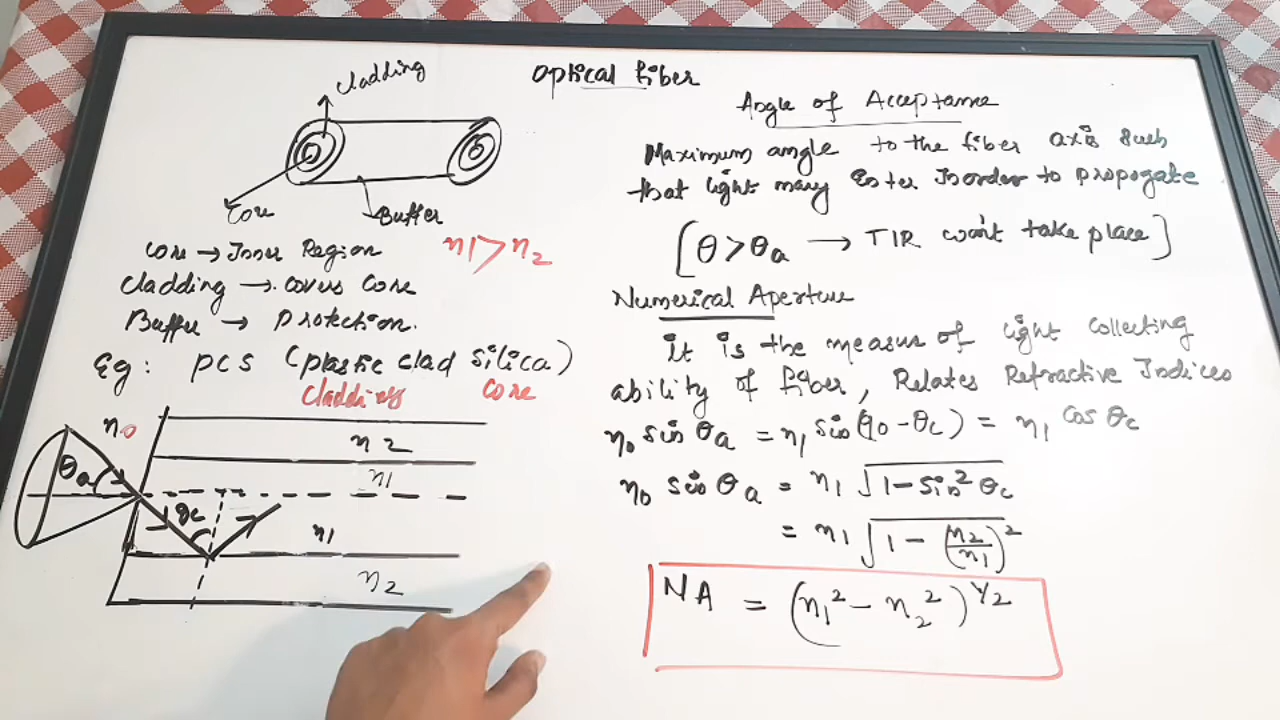 Optical fiber
cladding
Core
Buffer
n1 > n2
Core → Inner Region
Cladding → Covers Core
Buffer → Protection.
Eg: PCS (plastic clad silica)
Cladding core
n0
θa
θc
n2
n1
n1
n2
Angle of Acceptance
Maximum angle to the fiber axis such
that light may Enter Inorder to propogate
[θ > θa → TIR won't take place]
Numerical Aperture
It is the measure of light collecting
ability of fiber, Relates Refractive Indices
n0 sin θa = n1 sin(90 - θc) = n1 cos θc
n0 sin θa = n1 √(1 - sin² θc)
= n1 √(1 - (n2/n1)²)
NA = (n1² - n2²)^1/2